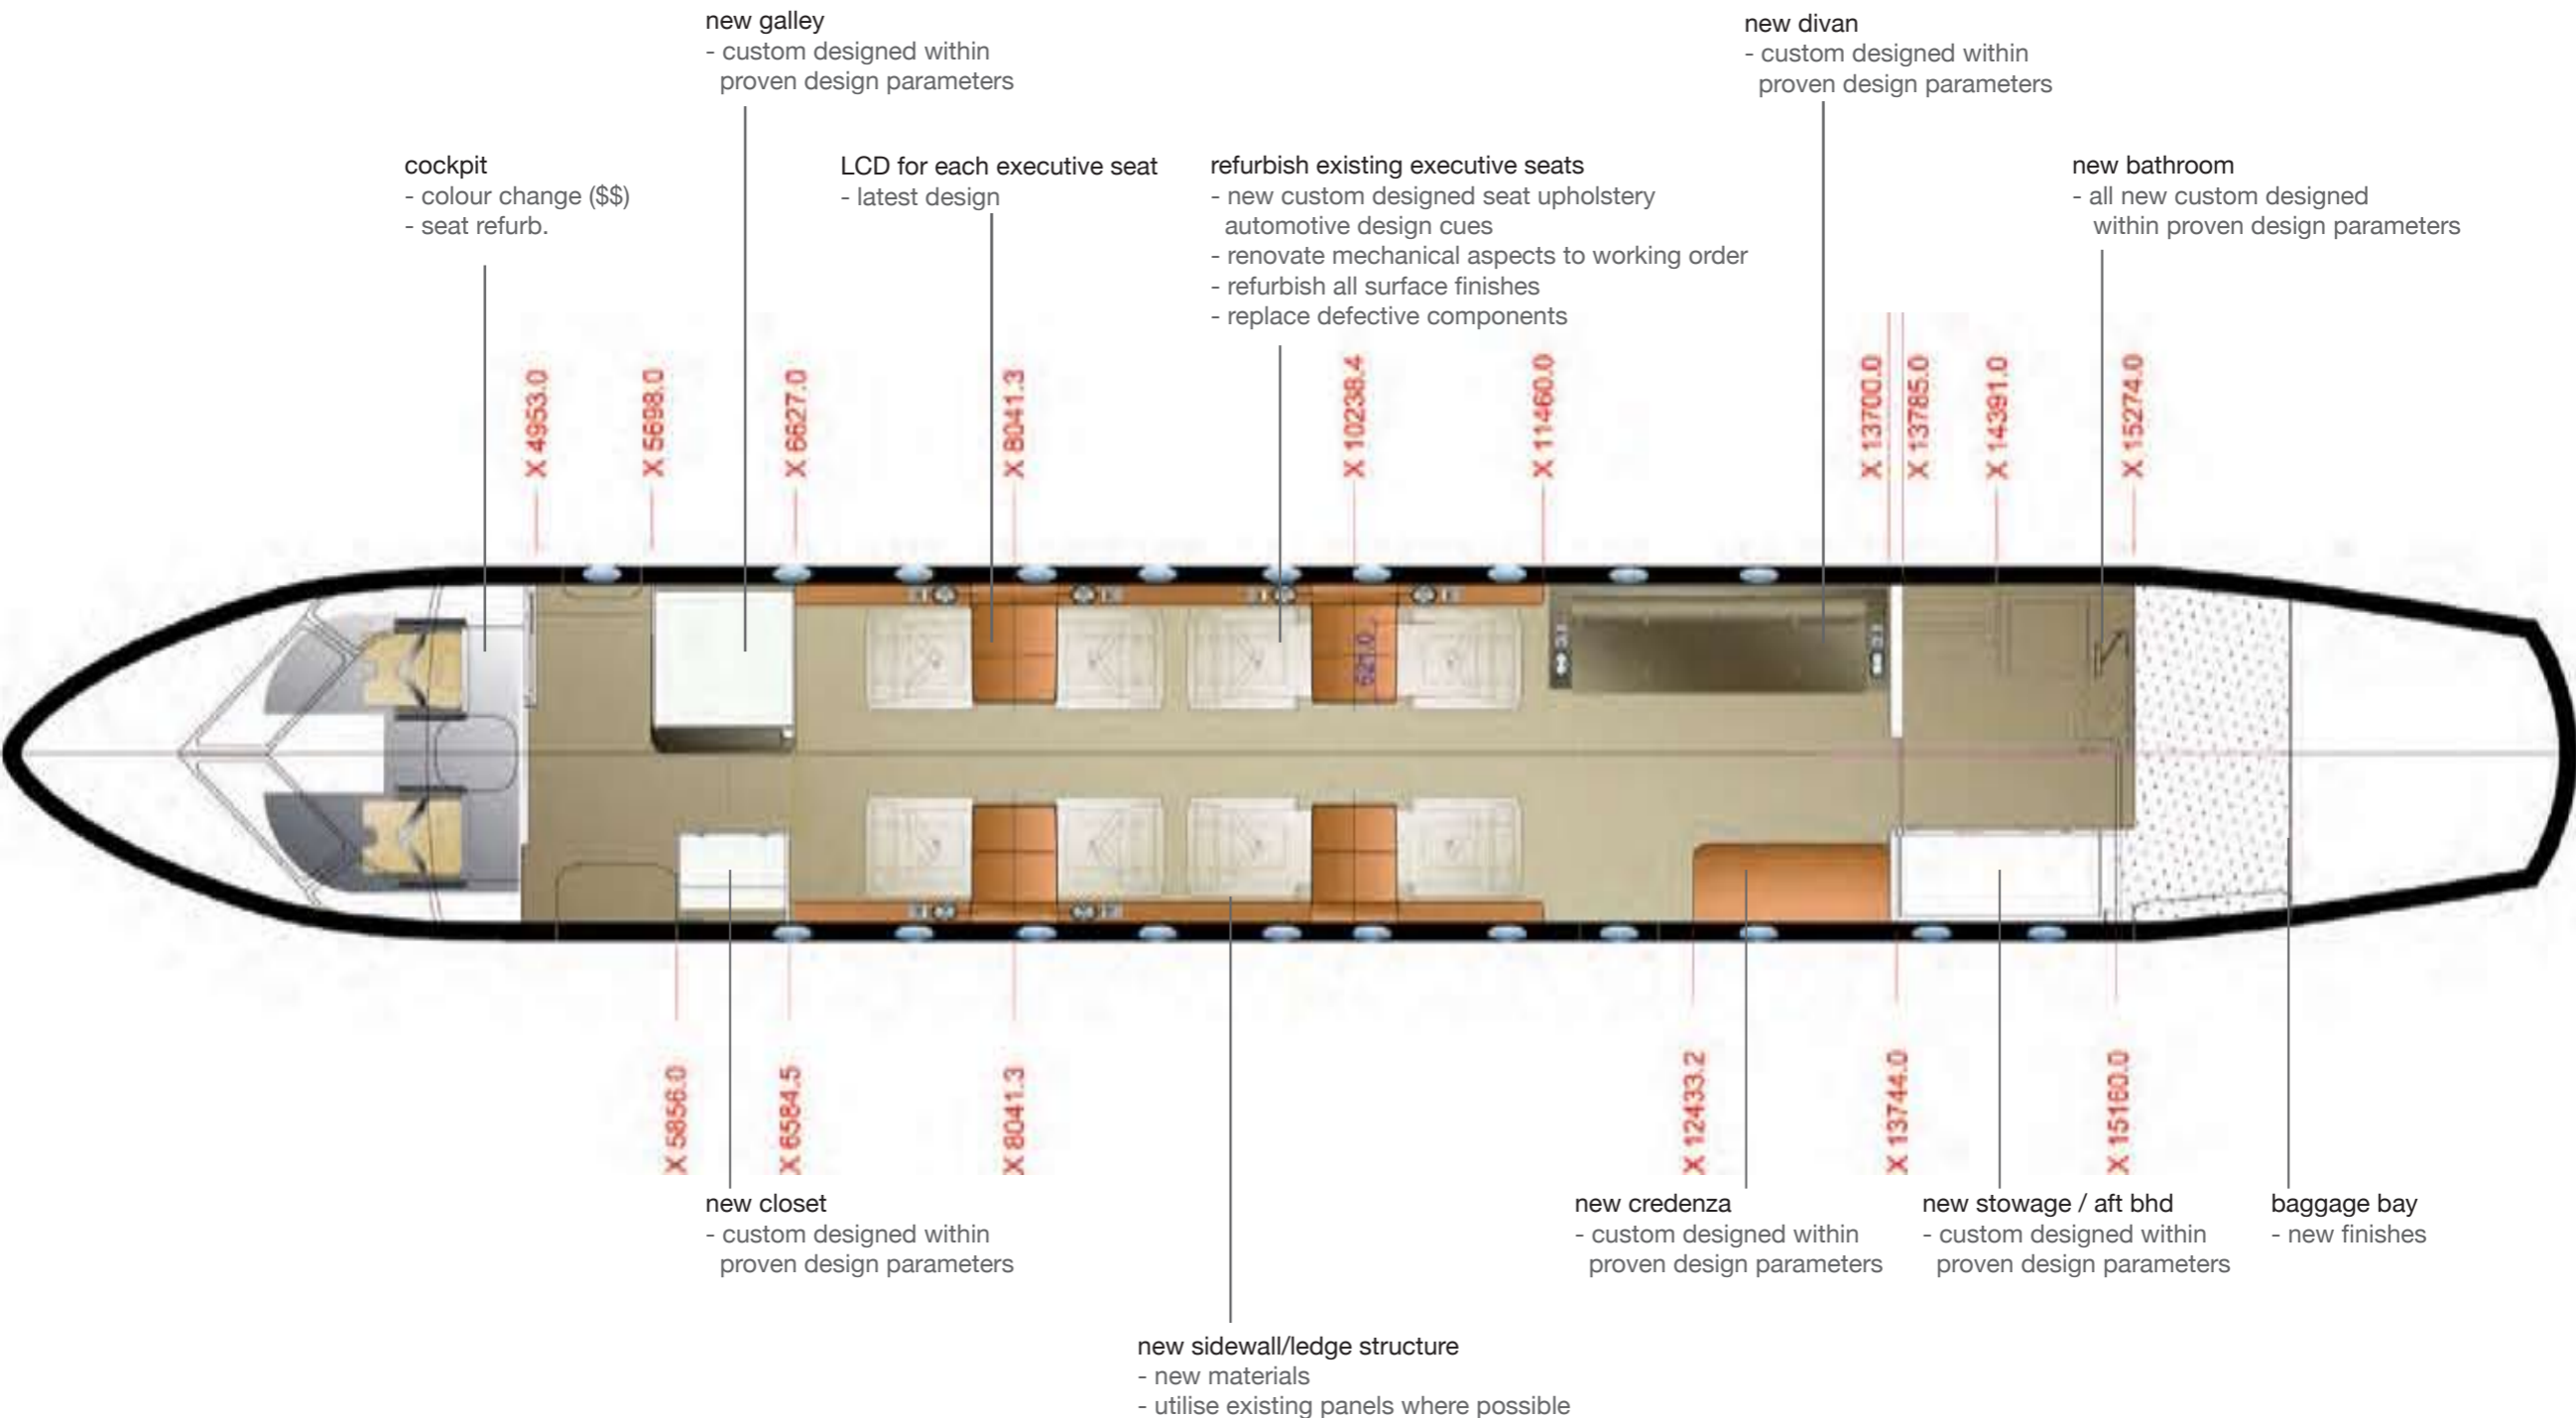 new galley
- custom designed within
proven design parameters
new divan
- custom designed within
proven design parameters
cockpit
- colour change ($$)
- seat refurb.
LCD for each executive seat
- latest design
refurbish existing executive seats
- new custom designed seat upholstery
automotive design cues
- renovate mechanical aspects to working order
- refurbish all surface finishes
- replace defective components
new bathroom
- all new custom designed
within proven design parameters
X 4953.0
X 5698.0
X 6627.0
X 8041.3
X 10238.4
X 11460.0
X 13700.0
X 13785.0
X 14391.0
X 15274.0
521.0
X 5856.0
X 6584.5
X 8041.3
X 12433.2
X 13744.0
X 15160.0
new closet
- custom designed within
proven design parameters
new credenza
- custom designed within
proven design parameters
new stowage / aft bhd
- custom designed within
proven design parameters
baggage bay
- new finishes
new sidewall/ledge structure
- new materials
- utilise existing panels where possible